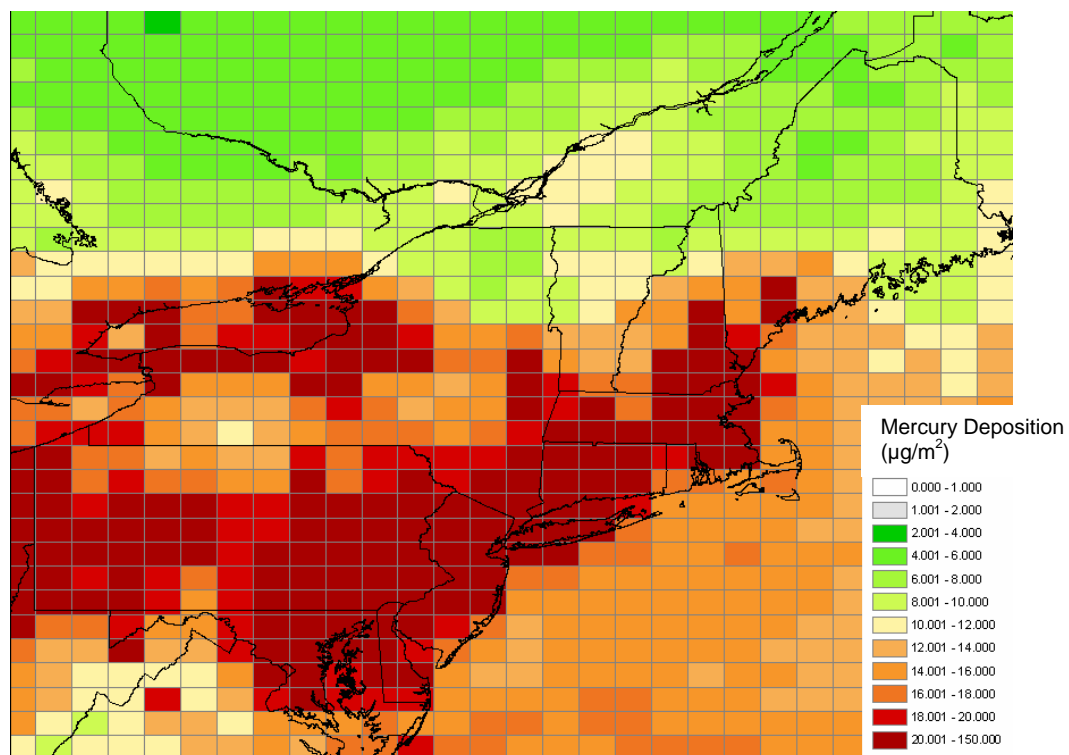 Mercury Deposition
(µg/m²)
0.000 - 1.000
1.001 - 2.000
2.001 - 4.000
4.001 - 6.000
6.001 - 8.000
8.001 - 10.000
10.001 - 12.000
12.001 - 14.000
14.001 - 16.000
16.001 - 18.000
18.001 - 20.000
20.001 - 150.000